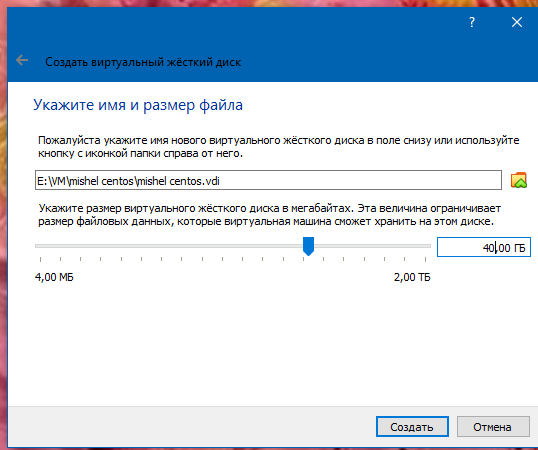 ?
Создать виртуальный жёсткий диск
Укажите имя и размер файла
Пожалуйста укажите имя нового виртуального жёсткого диска в поле снизу или используйте
кнопку с иконкой папки справа от него.
E:\VM\mishel centos\mishel centos.vdi
Укажите размер виртуального жёсткого диска в мегабайтах. Эта величина ограничивает
размер файловых данных, которые виртуальная машина сможет хранить на этом диске.
40,00 ГБ
4,00 МБ 2,00 ТБ
Создать Отмена